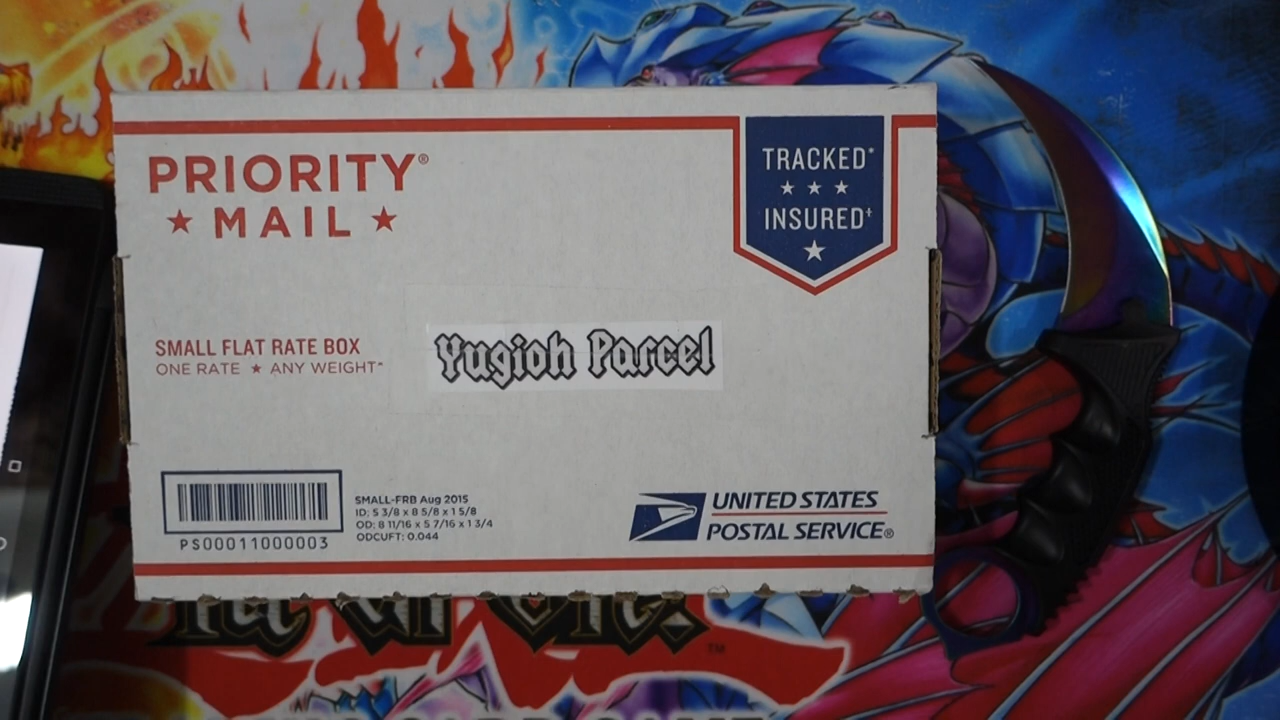 PRIORITY®
★ MAIL ★
TRACKED*
★ ★ ★
INSURED‡
★
SMALL FLAT RATE BOX
ONE RATE ★ ANY WEIGHT*
Yugioh Parcel
PS00011000003
SMALL-FRB Aug 2015
ID: 5 3/8 x 8 5/8 x 1 5/8
OD: 8 11/16 x 5 7/16 x 1 3/4
ODCUFT: 0.044
UNITED STATES
POSTAL SERVICE®
TM